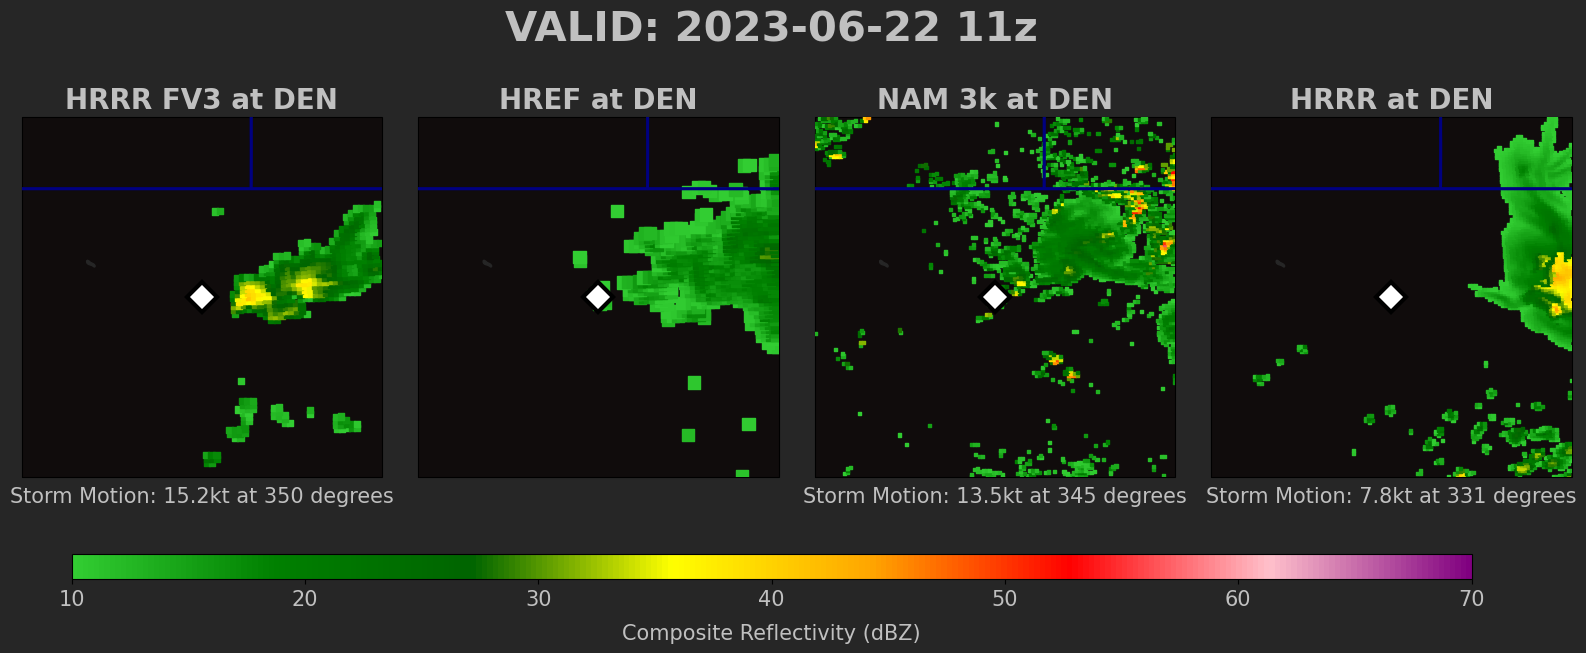 VALID: 2023-06-22 11z
HRRR FV3 at DEN
HREF at DEN
NAM 3k at DEN
HRRR at DEN
Storm Motion: 15.2kt at 350 degrees
Storm Motion: 13.5kt at 345 degrees
Storm Motion: 7.8kt at 331 degrees
10 20 30 40 50 60 70
Composite Reflectivity (dBZ)